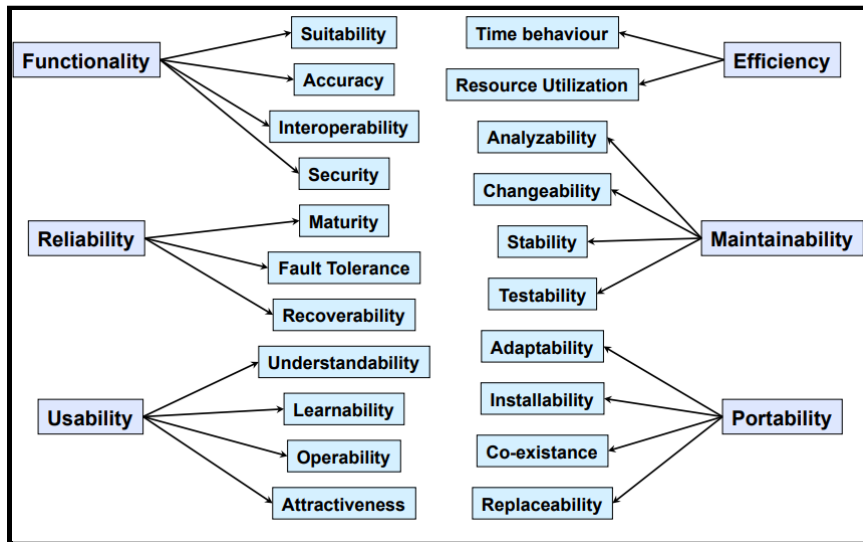 Functionality
Suitability
Accuracy
Interoperability
Security
Reliability
Maturity
Fault Tolerance
Recoverability
Usability
Understandability
Learnability
Operability
Attractiveness
Time behaviour
Resource Utilization
Efficiency
Analyzability
Changeability
Stability
Testability
Maintainability
Adaptability
Installability
Co-existance
Replaceability
Portability